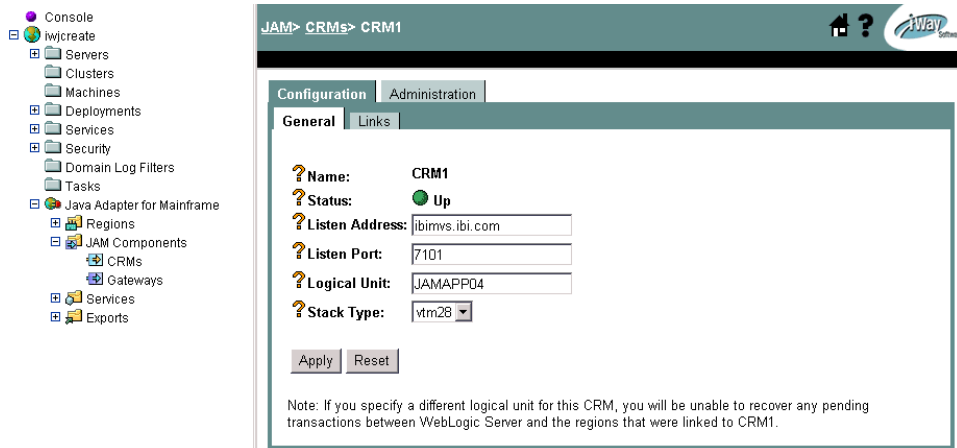 Console
iwjcreate
Servers
Clusters
Machines
Deployments
Services
Security
Domain Log Filters
Tasks
Java Adapter for Mainframe
Regions
JAM Components
CRMs
Gateways
Services
Exports
JAM> CRMs> CRM1
?
iWay
Software
Configuration Administration
General Links
? Name: CRM1
? Status: Up
? Listen Address: ibimvs.ibi.com
? Listen Port: 7101
? Logical Unit: JAMAPP04
? Stack Type: vtm28
Apply Reset
Note: If you specify a different logical unit for this CRM, you will be unable to recover any pending
transactions between WebLogic Server and the regions that were linked to CRM1.